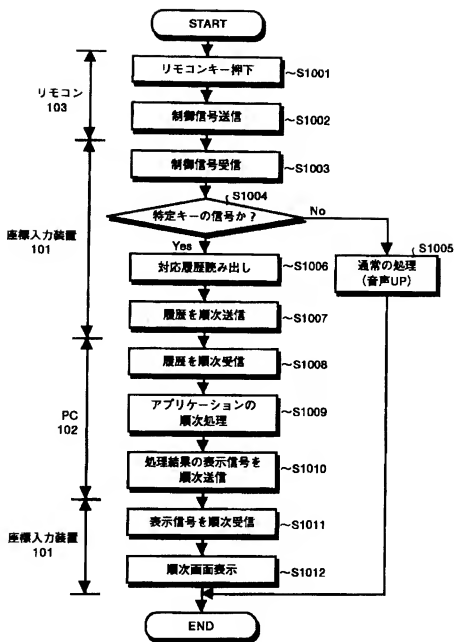 START
リモコンキー押下
~S1001
リモコン
103
制御信号送信
~S1002
制御信号受信
~S1003
S1004
特定キーの信号か？
No
Yes
座標入力装置
101
S1005
通常の処理
(音声UP)
対応履歴読み出し
~S1006
履歴を順次送信
~S1007
履歴を順次受信
~S1008
PC
102
アプリケーションの
順次処理
~S1009
処理結果の表示信号を
順次送信
~S1010
座標入力装置
101
表示信号を順次受信
~S1011
順次画面表示
~S1012
END